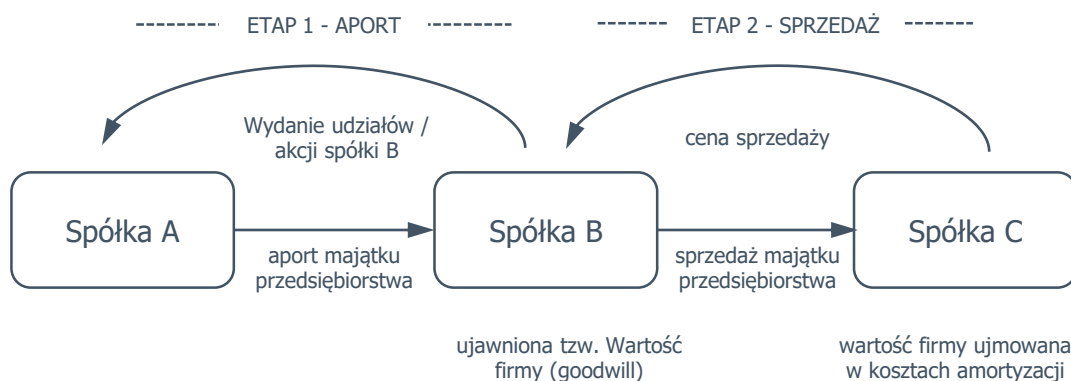 ETAP 1 - APORT
ETAP 2 - SPRZEDAŻ
Wydanie udziałów /
akcji spółki B
cena sprzedaży
Spółka A
Spółka B
Spółka C
aport majątku
przedsiębiorstwa
sprzedaż majątku
przedsiębiorstwa
ujawniona tzw. Wartość
firmy (goodwill)
wartość firmy ujmowana
w kosztach amortyzacji